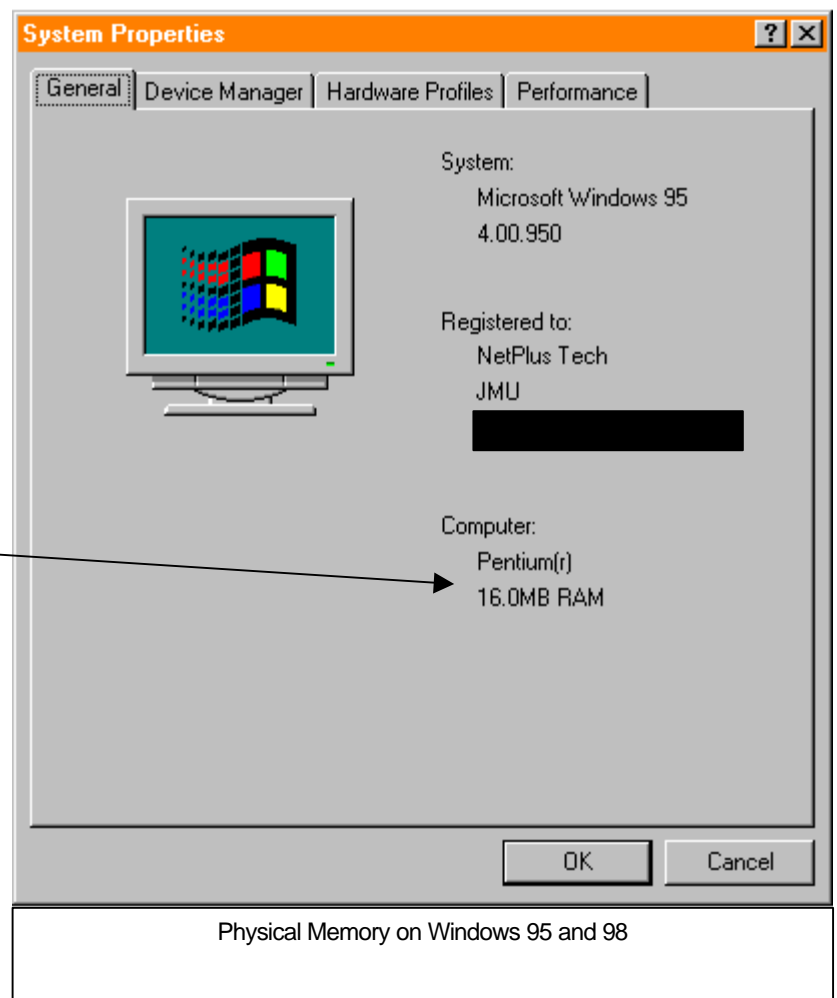 System Properties
General Device Manager Hardware Profiles Performance
System:
Microsoft Windows 95
4.00.950
Registered to:
NetPlus Tech
JMU
Computer:
Pentium(r)
16.0MB RAM
OK Cancel
Physical Memory on Windows 95 and 98